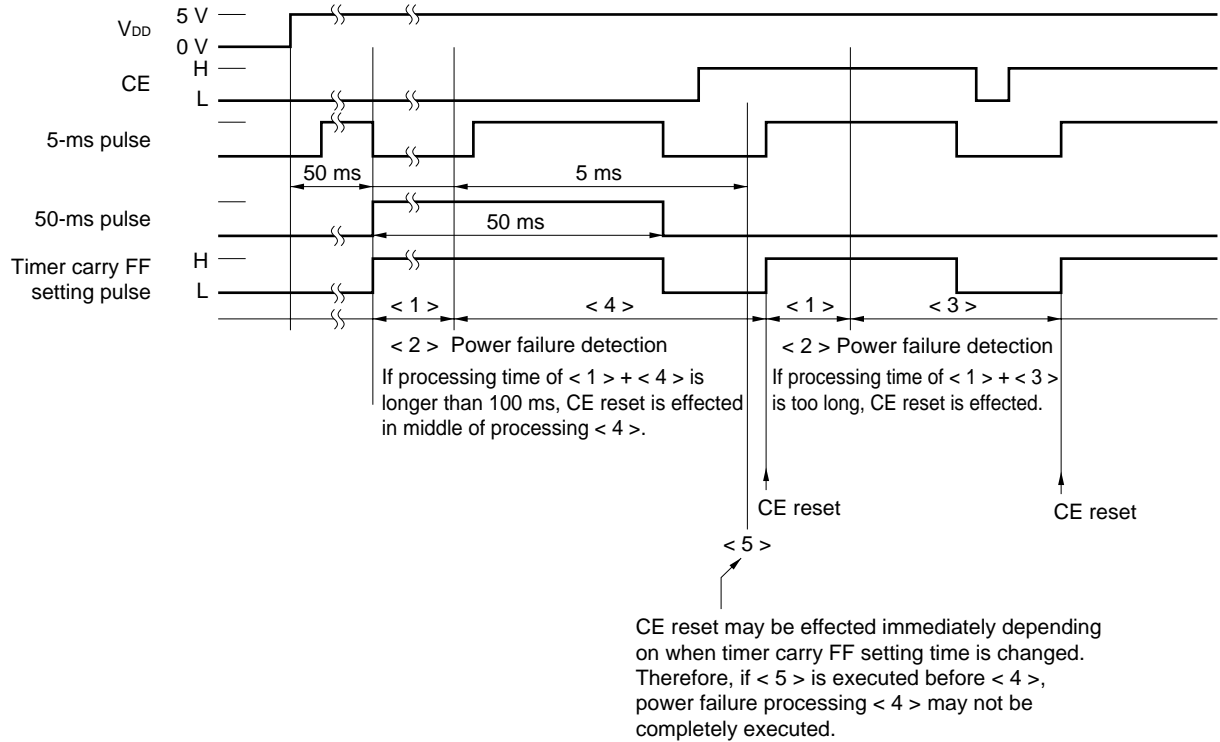 5 V
VDD
0 V
H
CE
L
5-ms pulse
50 ms
5 ms
50-ms pulse
50 ms
Timer carry FF
setting pulse
H
L
< 1 >
< 4 >
< 1 >
< 3 >
< 2 > Power failure detection
If processing time of < 1 > + < 4 > is
longer than 100 ms, CE reset is effected
in middle of processing < 4 >.
< 2 > Power failure detection
If processing time of < 1 > + < 3 >
is too long, CE reset is effected.
CE reset
CE reset
< 5 >
CE reset may be effected immediately depending
on when timer carry FF setting time is changed.
Therefore, if < 5 > is executed before < 4 >,
power failure processing < 4 > may not be
completely executed.